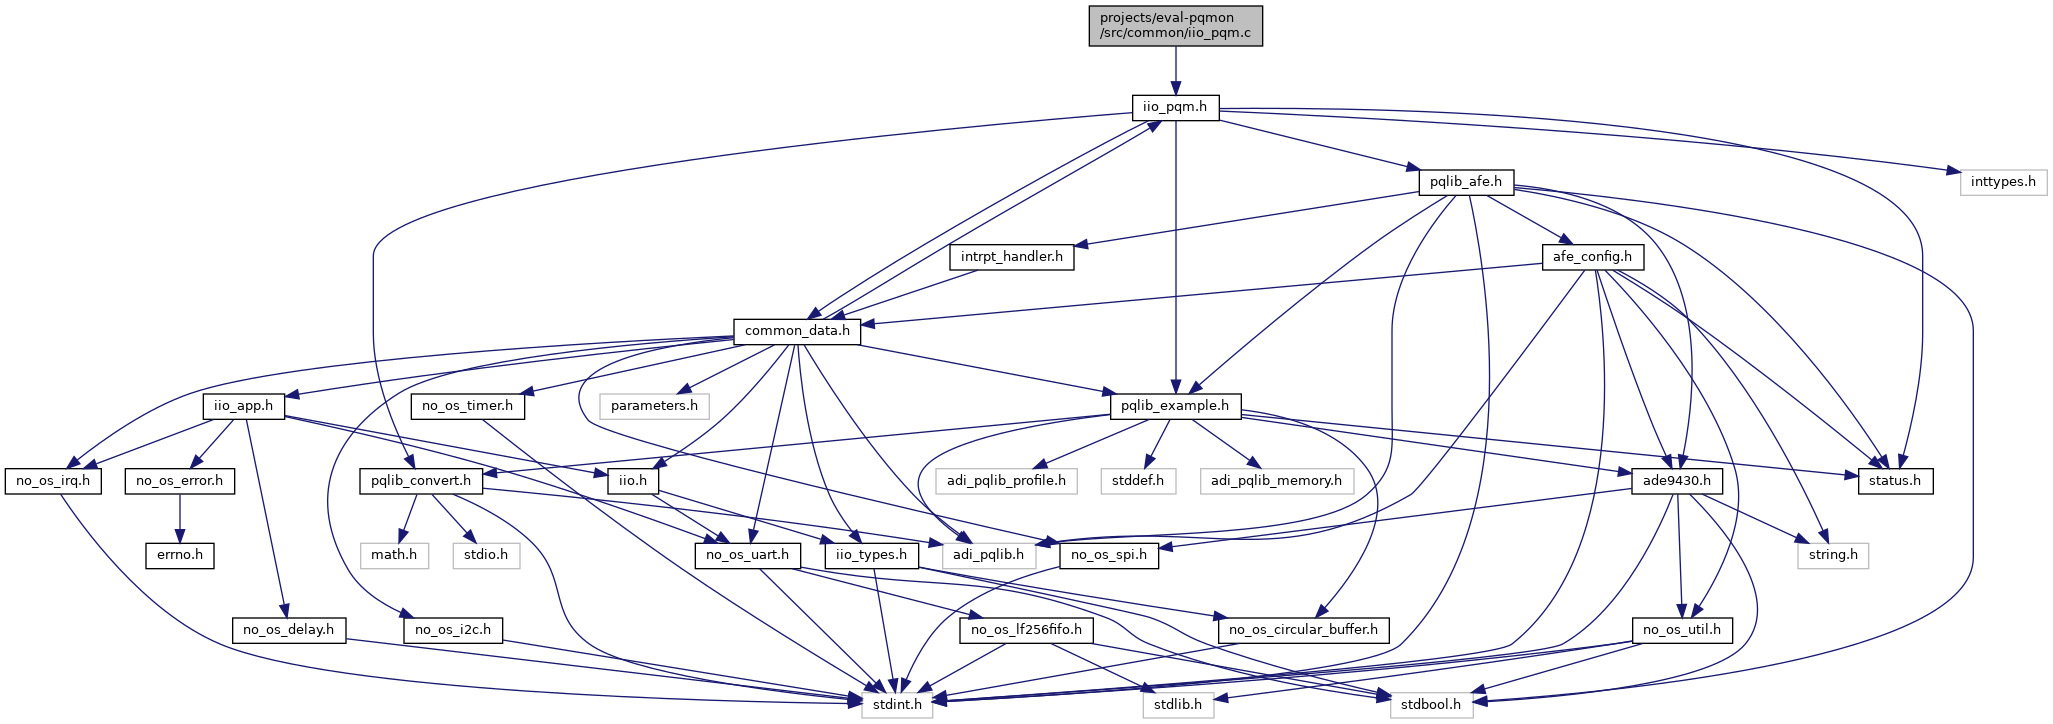 projects/eval-pqmon
/src/common/iio_pqm.c
iio_pqm.h
pqlib_afe.h
inttypes.h
intrpt_handler.h
afe_config.h
common_data.h
iio_app.h
no_os_timer.h
parameters.h
pqlib_example.h
no_os_irq.h
no_os_error.h
pqlib_convert.h
iio.h
adi_pqlib_profile.h
stddef.h
adi_pqlib_memory.h
ade9430.h
status.h
errno.h
math.h
stdio.h
no_os_uart.h
iio_types.h
adi_pqlib.h
no_os_spi.h
string.h
no_os_delay.h
no_os_i2c.h
no_os_lf256fifo.h
no_os_circular_buffer.h
no_os_util.h
stdint.h
stdlib.h
stdbool.h